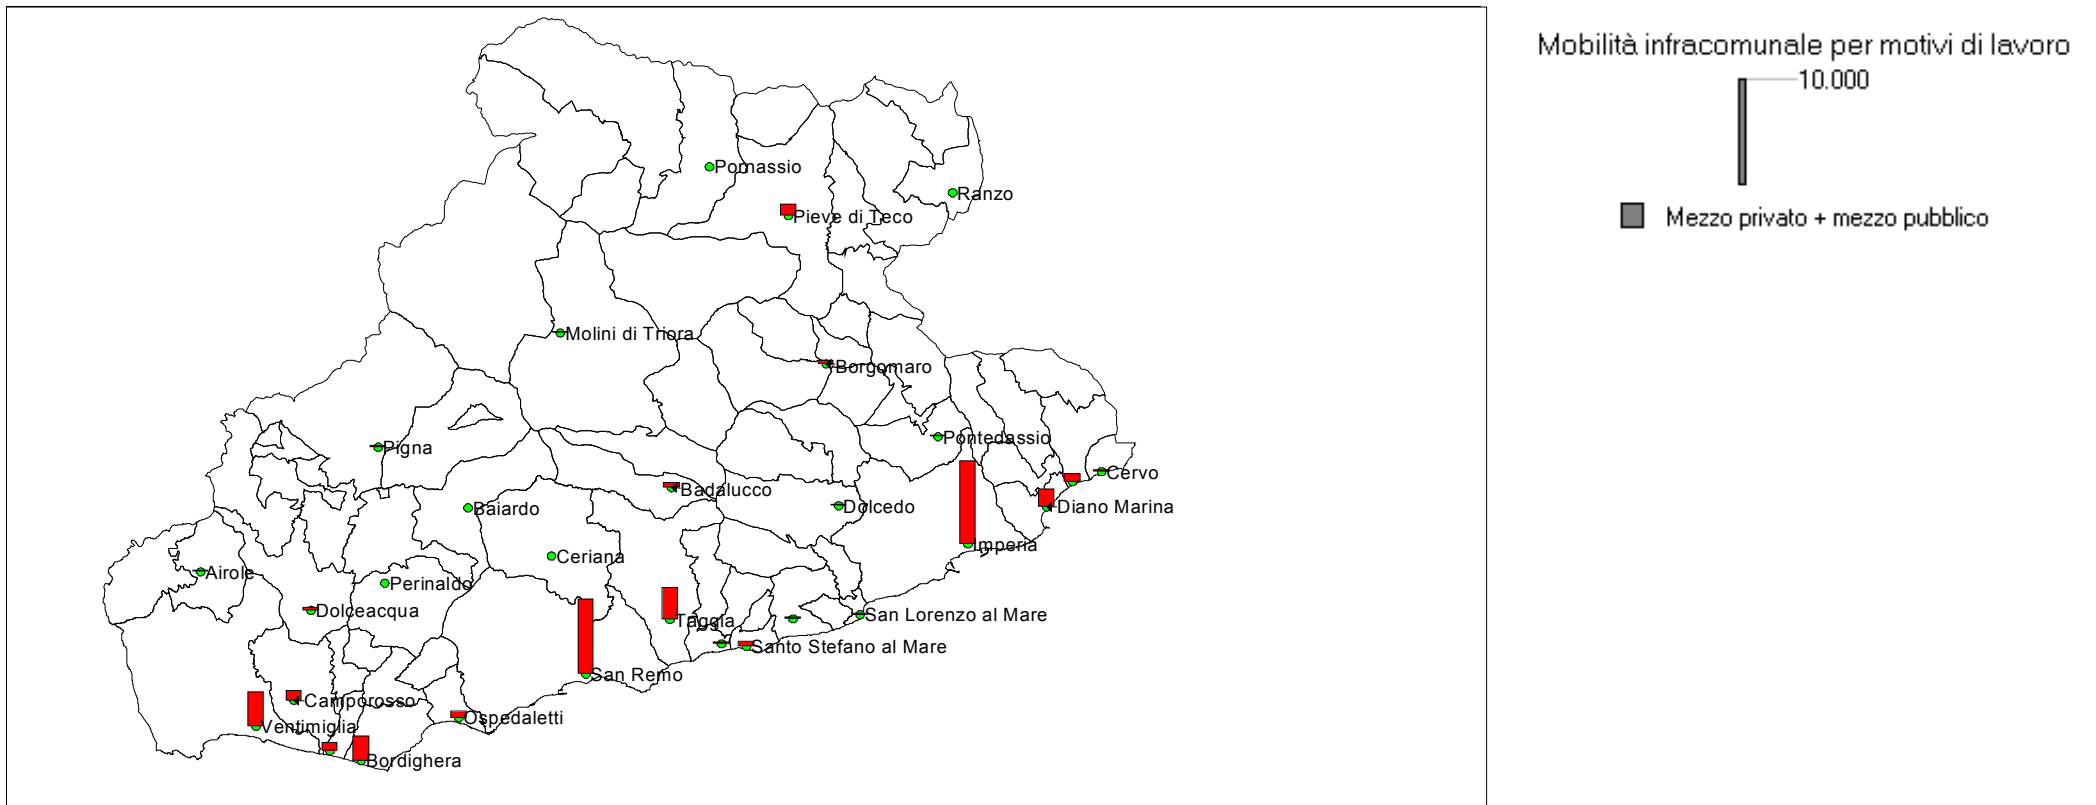 Mobilità infracomunale per motivi di lavoro
10.000
Mezzo privato + mezzo pubblico
Pornassio
Ranzo
Pieve di Teco
Molini di Triora
Borgomaro
Pontedassio
Pigna
Cervo
Badalucco
Dolcedo
Diano Marina
Baiardo
Imperia
Ceriana
Airole
Perinaldo
Dolceacqua
San Lorenzo al Mare
Taggia
Santo Stefano al Mare
San Remo
Camporosso
Ospedaletti
Ventimiglia
Bordighera